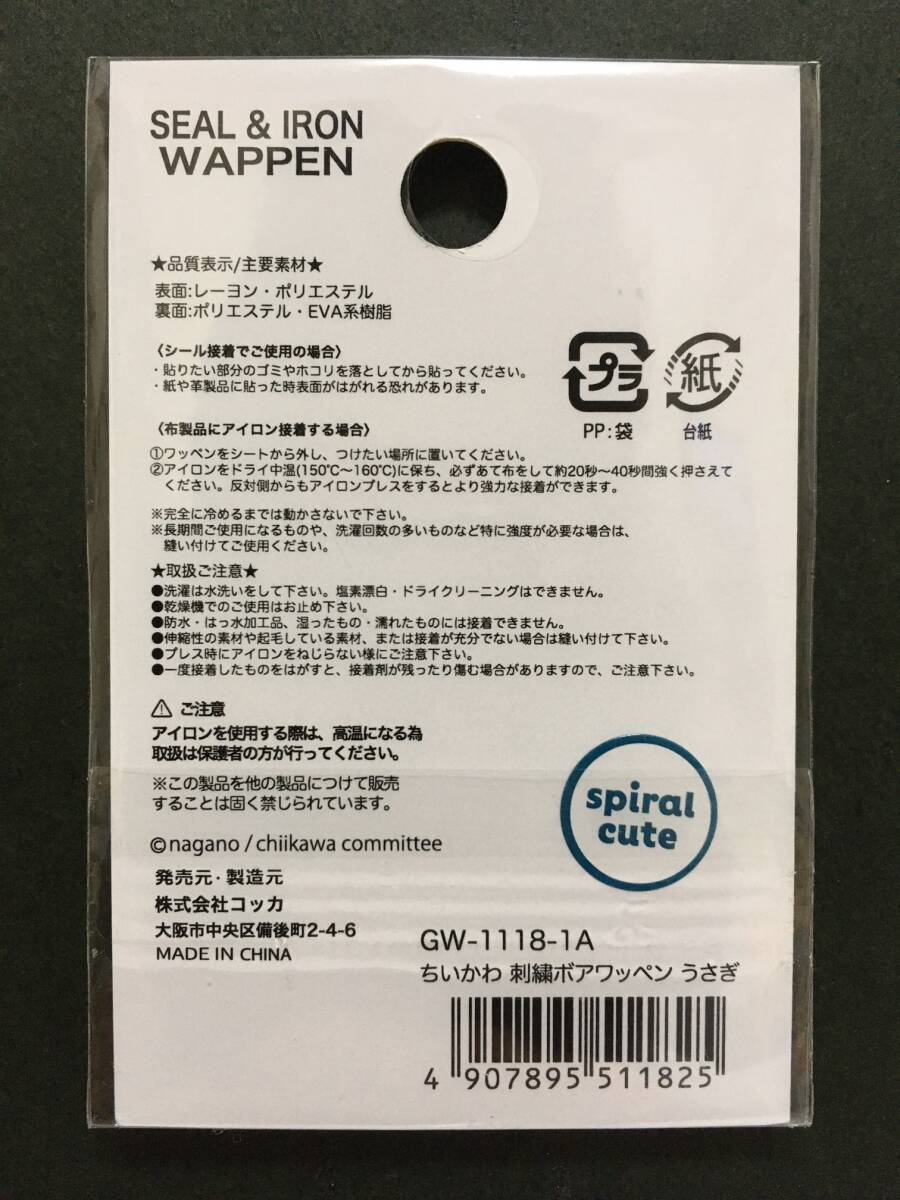 SEAL & IRON
WAPPEN
★品質表示/主要素材★
表面:レーヨン・ポリエステル
裏面:ポリエステル・EVA系樹脂
〈シール接着でご使用の場合〉
・貼りたい部分のゴミやホコリを落としてから貼ってください。
・紙や革製品に貼った時表面がはがれる恐れがあります。
プラ
PP:袋
紙
台紙
〈布製品にアイロン接着する場合〉
①ワッペンをシートから外し、つけたい場所に置いてください。
②アイロンをドライ中温(150℃〜160℃)に保ち、必ずあて布をして約20秒〜40秒間強く押さえて
ください。反対側からもアイロンプレスをするとより強力な接着ができます。
※完全に冷めるまでは動かさないで下さい。
※長期間ご使用になるものや、洗濯回数の多いものなど特に強度が必要な場合は、
縫い付けてご使用ください。
★取扱ご注意★
●洗濯は水洗いをして下さい。塩素漂白・ドライクリーニングはできません。
●乾燥機でのご使用はお止め下さい。
●防水・はっ水加工品、湿ったもの・濡れたものには接着できません。
●伸縮性の素材や起毛している素材、または接着が充分でない場合は縫い付けて下さい。
●プレス時にアイロンをねじらない様にご注意下さい。
●一度接着したものをはがすと、接着剤が残ったり傷む場合がありますので、ご注意下さい。
⚠ ご注意
アイロンを使用する際は、高温になる為
取扱は保護者の方が行ってください。
※この製品を他の製品につけて販売
することは固く禁じられています。
spiral
cute
©nagano / chiikawa committee
発売元・製造元
株式会社コッカ
大阪市中央区備後町2-4-6
MADE IN CHINA
GW-1118-1A
ちいかわ 刺繍ボアワッペン うさぎ
4 907895 511825